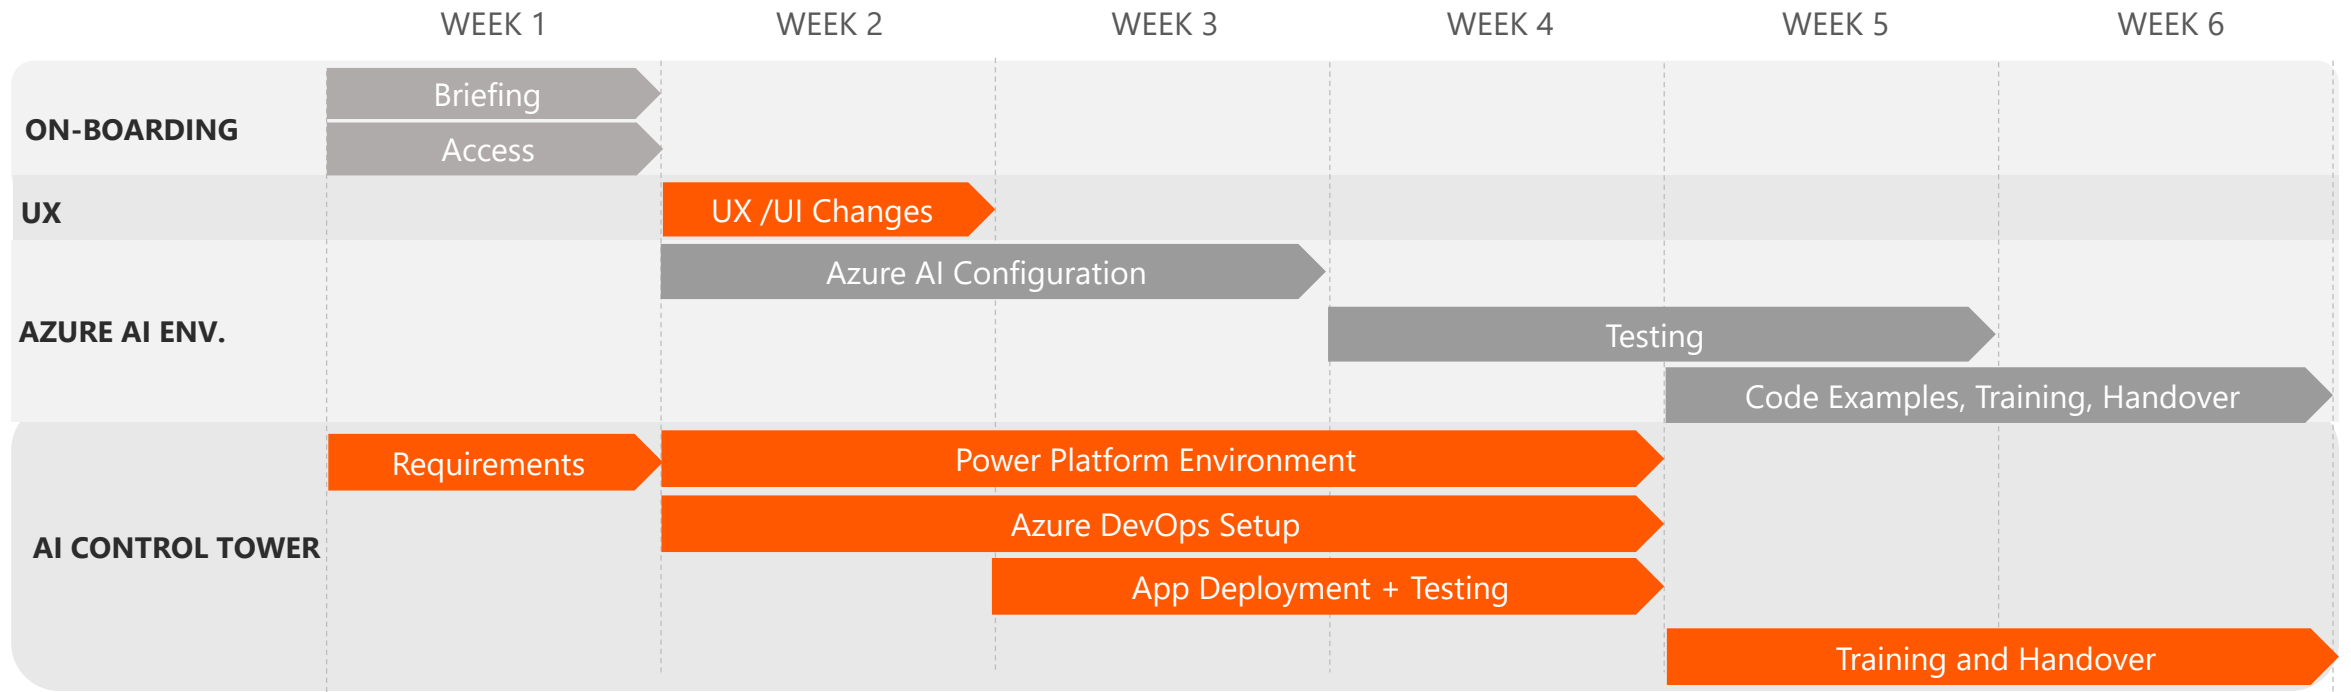 WEEK 1 WEEK 2 WEEK 3 WEEK 4 WEEK 5 WEEK 6
ON-BOARDING
Briefing
Access
UX
UX /UI Changes
AZURE AI ENV.
Azure AI Configuration
Testing
Code Examples, Training, Handover
AI CONTROL TOWER
Requirements
Power Platform Environment
Azure DevOps Setup
App Deployment + Testing
Training and Handover